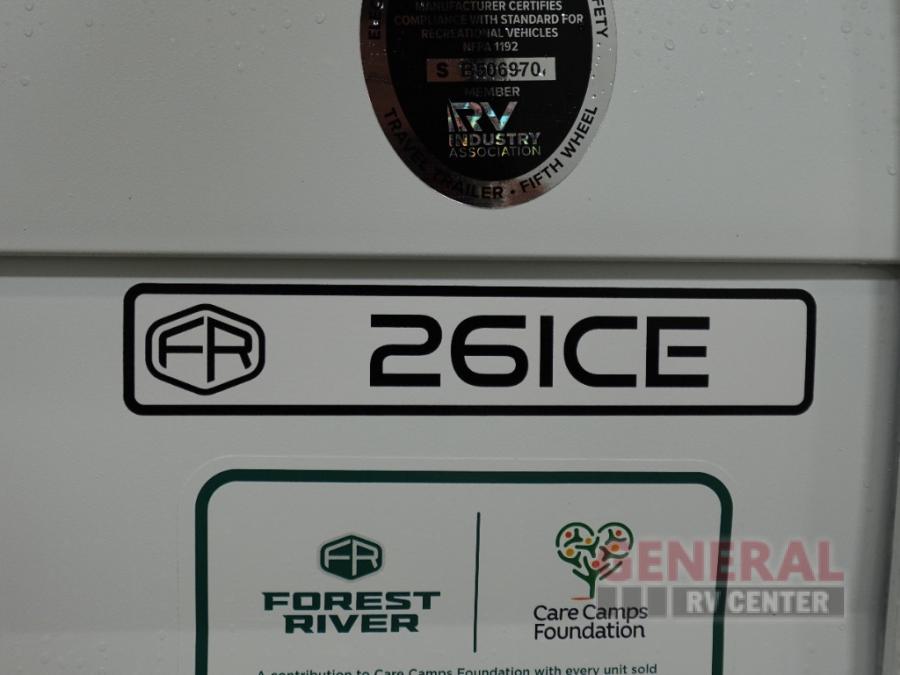 MANUFACTURER CERTIFIES
COMPLIANCE WITH STANDARD FOR
RECREATIONAL VEHICLES
NFPA 1192
S B506970
MEMBER
RV
INDUSTRY
ASSOCIATION
TRAVEL TRAILER • FIFTH WHEEL
FR 26ICE
FR
FOREST
RIVER
Care Camps
Foundation
GENERAL
RV CENTER
A contribution to Care Camps Foundation with every unit sold